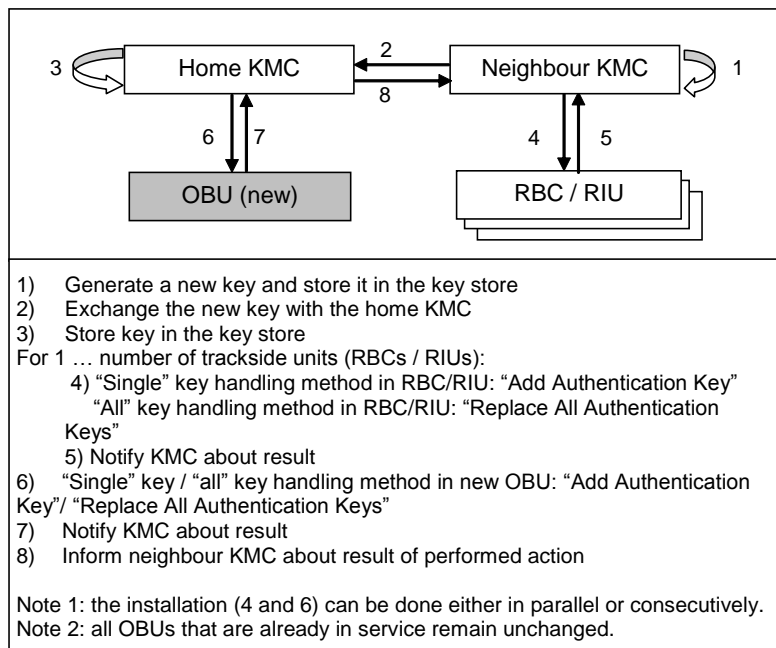 Home KMC
Neighbour KMC
2
8
3
1
6
7
4
5
OBU (new)
RBC / RIU
1) Generate a new key and store it in the key store
2) Exchange the new key with the home KMC
3) Store key in the key store
For 1 … number of trackside units (RBCs / RIUs):
4) “Single” key handling method in RBC/RIU: “Add Authentication Key”
“All” key handling method in RBC/RIU: “Replace All Authentication
Keys”
5) Notify KMC about result
6) “Single” key / “all” key handling method in new OBU: “Add Authentication
Key”/ “Replace All Authentication Keys”
7) Notify KMC about result
8) Inform neighbour KMC about result of performed action
Note 1: the installation (4 and 6) can be done either in parallel or consecutively.
Note 2: all OBUs that are already in service remain unchanged.